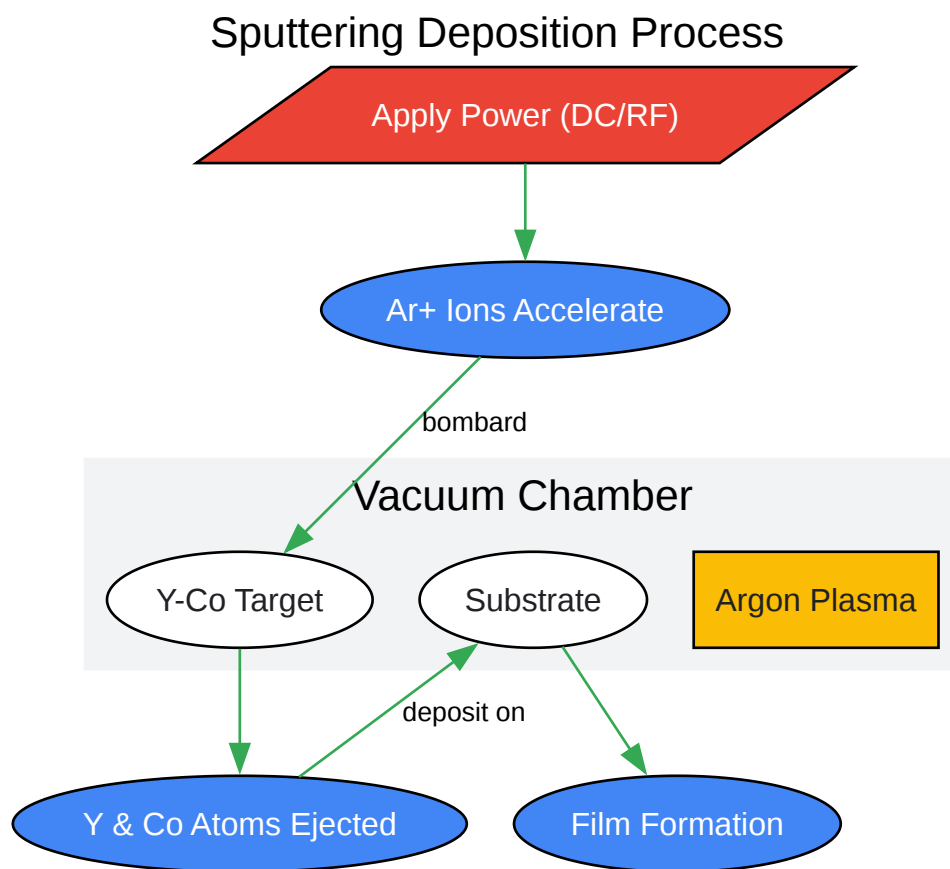 Sputtering Deposition Process
Apply Power (DC/RF)
Ar+ Ions Accelerate
bombard
Vacuum Chamber
Y-Co Target
Substrate
Argon Plasma
deposit on
Y & Co Atoms Ejected
Film Formation